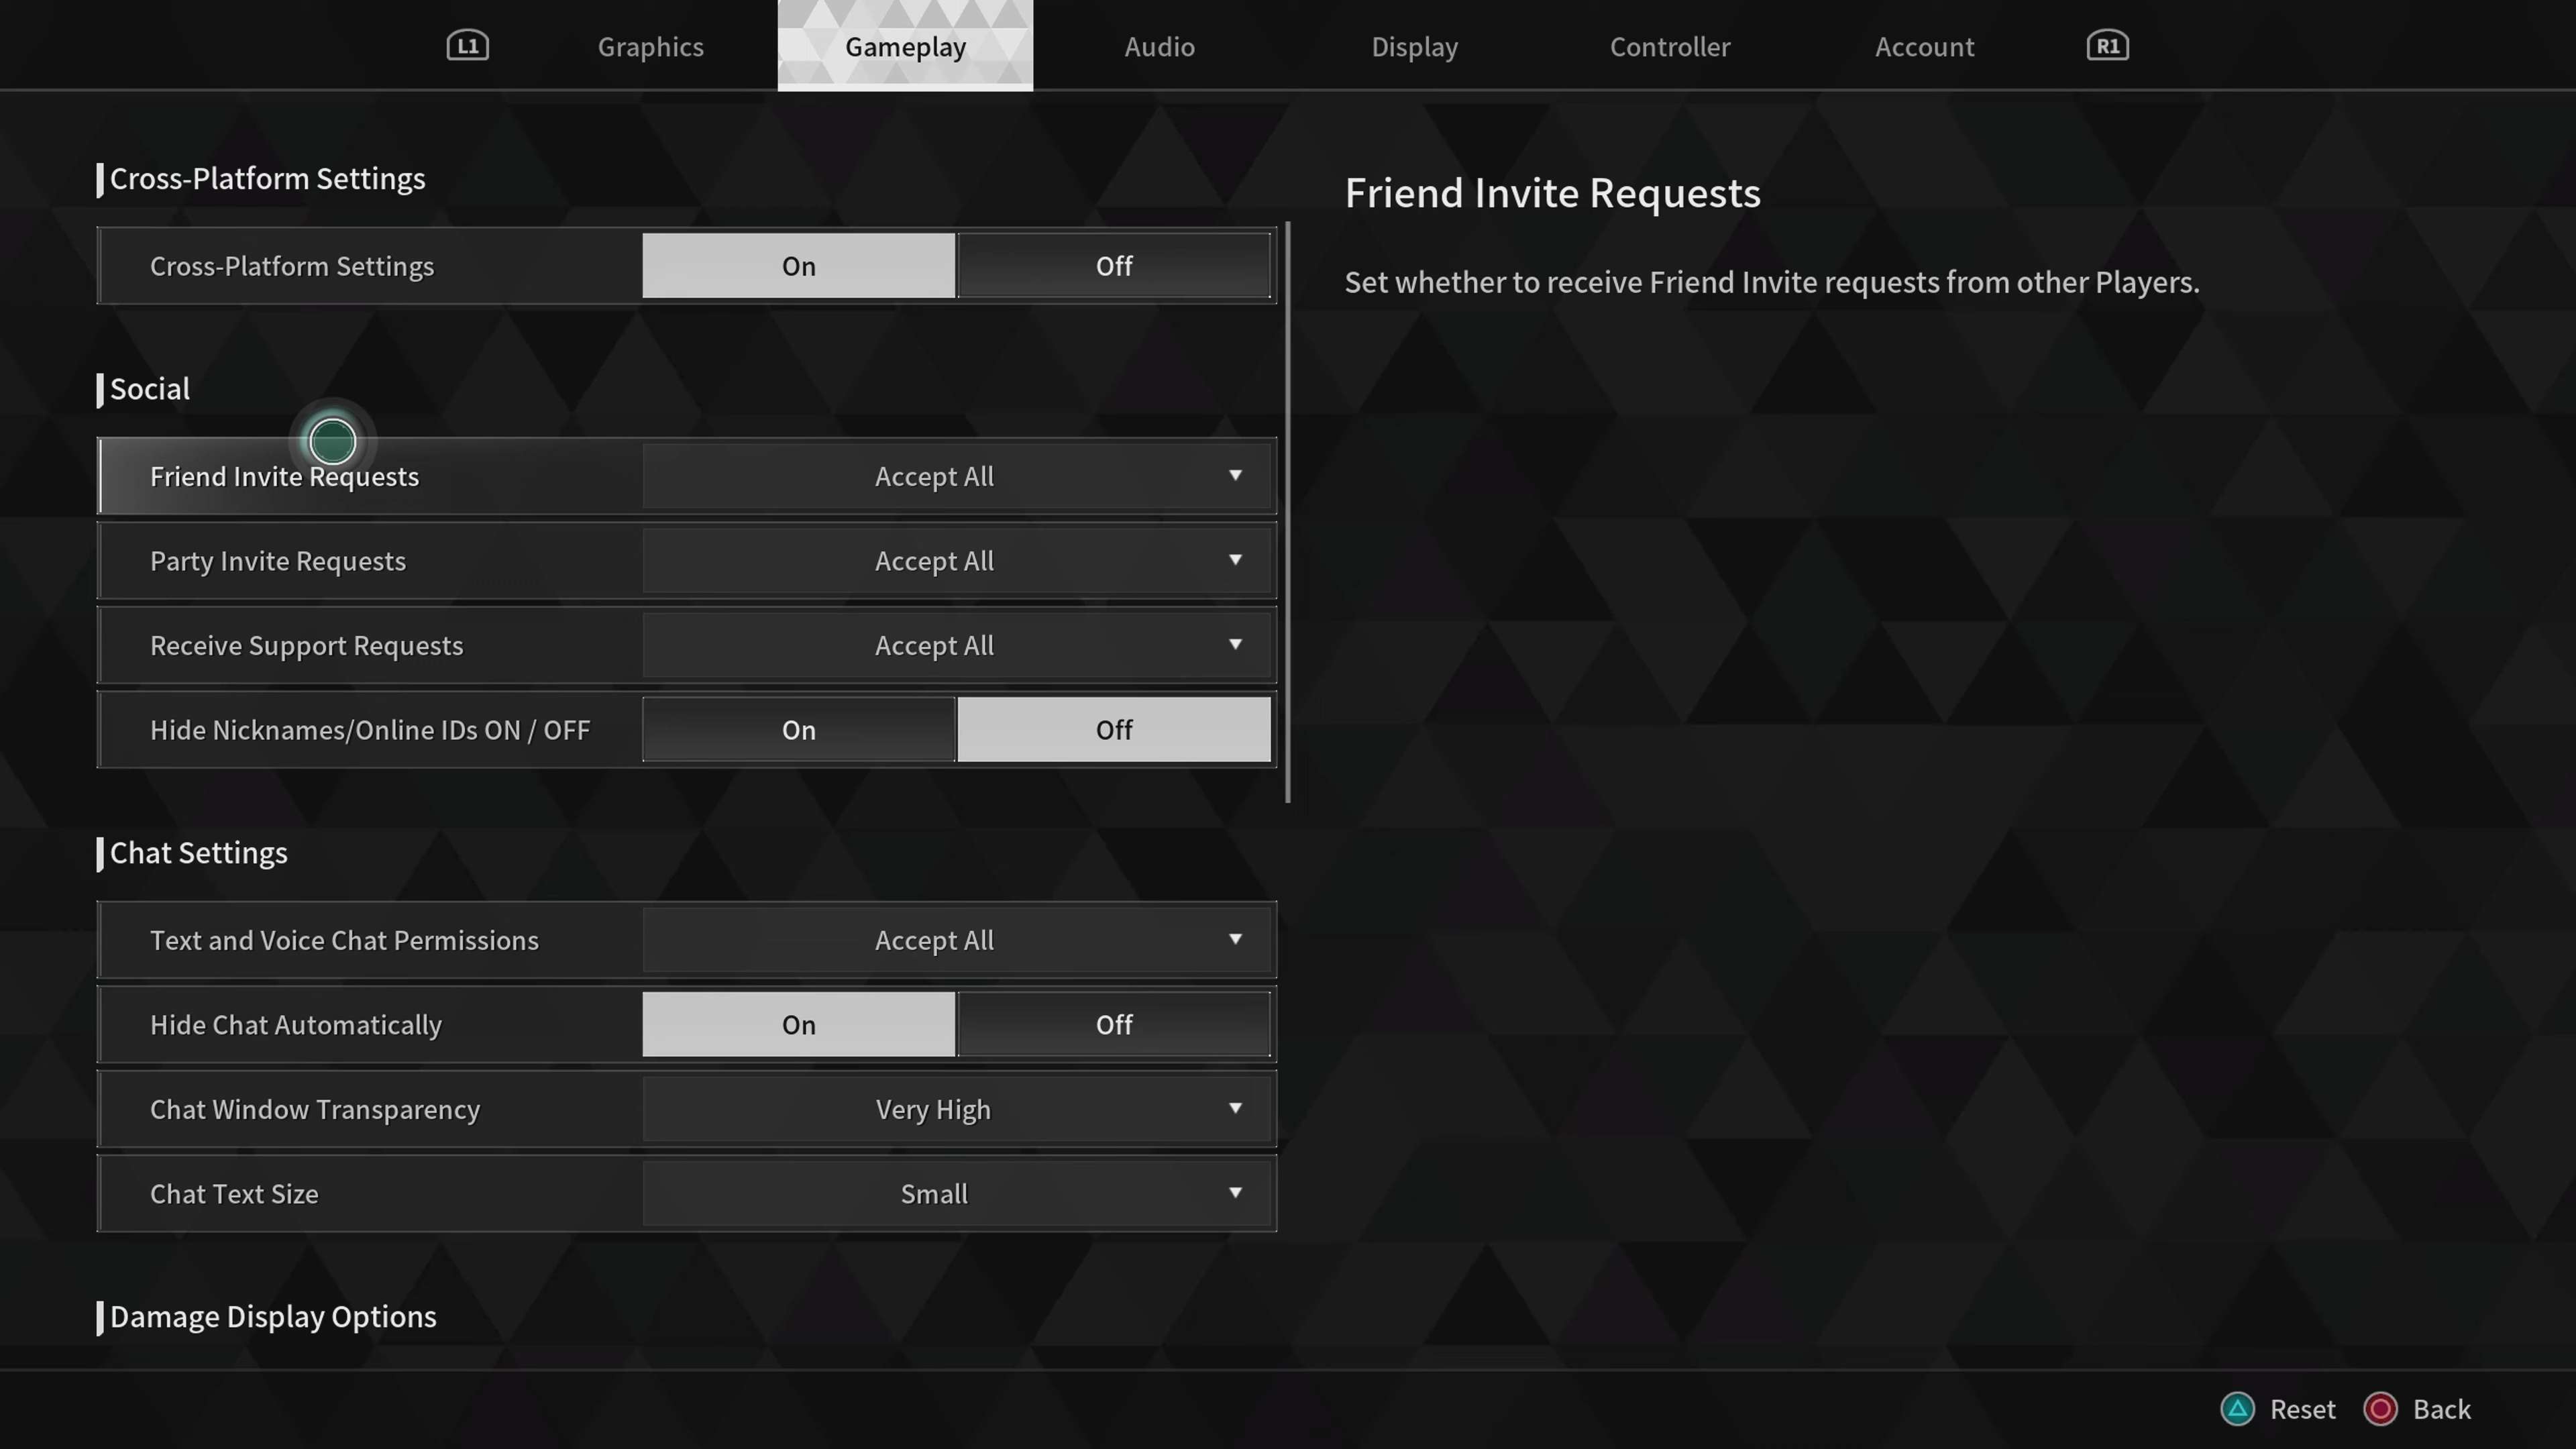 L1 Graphics Gameplay Audio Display Controller Account R1
Cross-Platform Settings
Cross-Platform Settings On Off
Social
Friend Invite Requests Accept All
Party Invite Requests Accept All
Receive Support Requests Accept All
Hide Nicknames/Online IDs ON / OFF On Off
Chat Settings
Text and Voice Chat Permissions Accept All
Hide Chat Automatically On Off
Chat Window Transparency Very High
Chat Text Size Small
Damage Display Options
Friend Invite Requests
Set whether to receive Friend Invite requests from other Players.
Reset Back